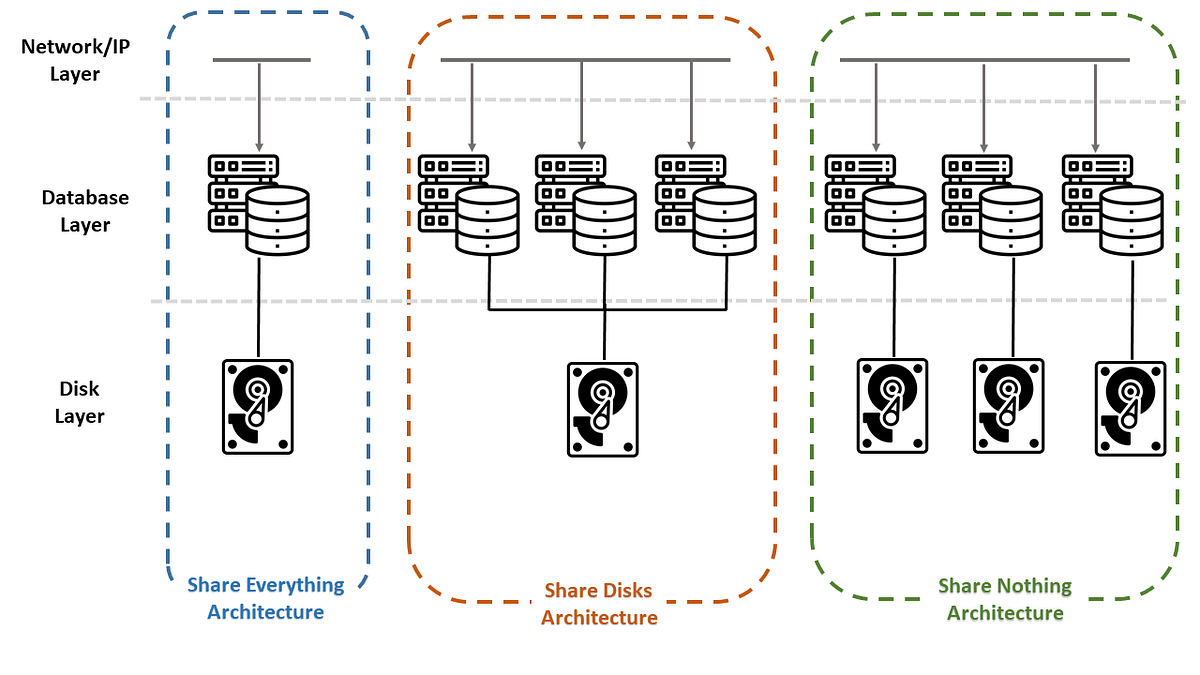 Network/IP
Layer
Database
Layer
Disk
Layer
Share Everything
Architecture
Share Disks
Architecture
Share Nothing
Architecture